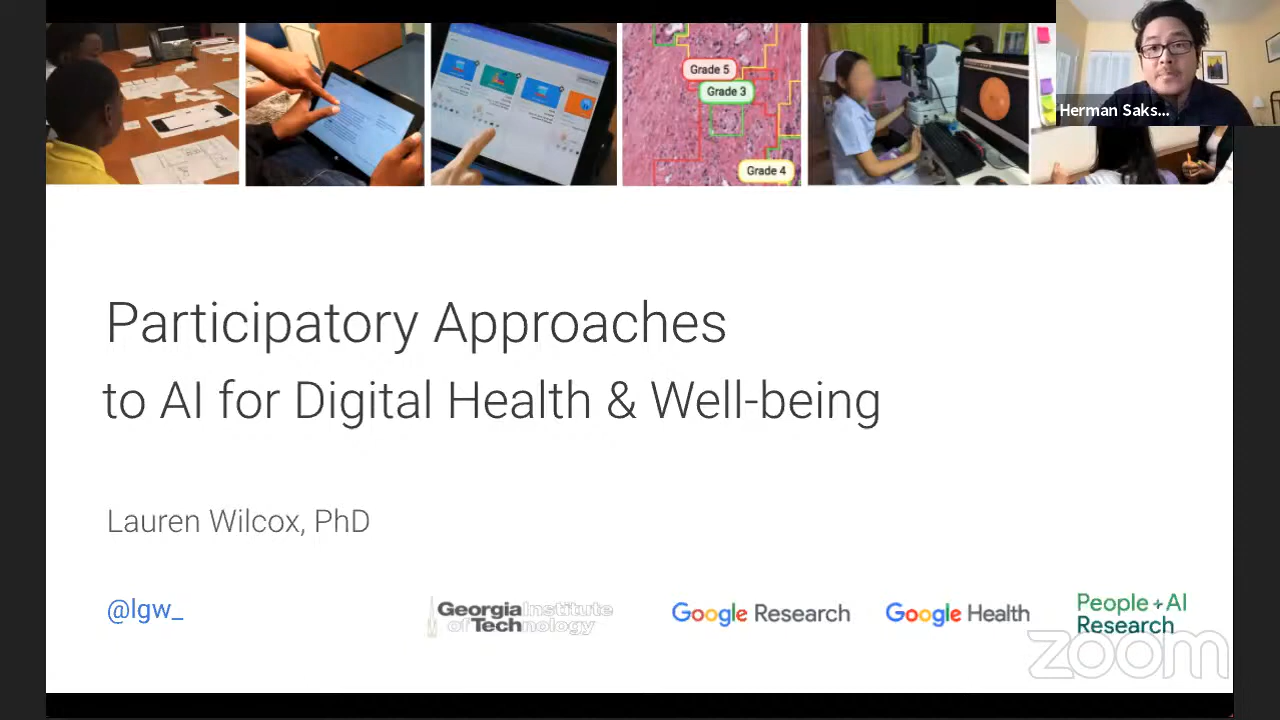 Grade 5
Grade 3
Grade 4
Herman Saks...
Participatory Approaches
to AI for Digital Health & Well-being
Lauren Wilcox, PhD
@lgw_
Georgia Institute
of Technology
Google Research
Google Health
People + AI
Research
zoom